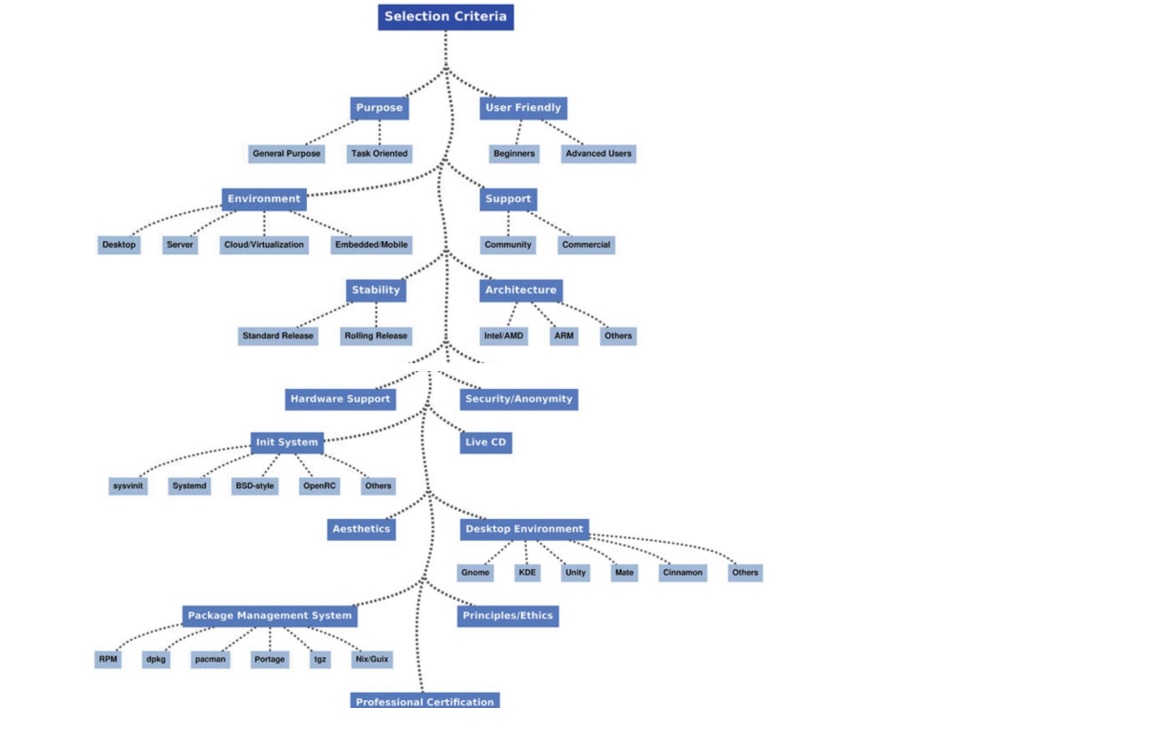 Selection Criteria
Purpose
User Friendly
General Purpose
Task Oriented
Beginners
Advanced Users
Environment
Support
Desktop
Server
Cloud/Virtualization
Embedded/Mobile
Community
Commercial
Stability
Architecture
Standard Release
Rolling Release
Intel/AMD
ARM
Others
Hardware Support
Security/Anonymity
Init System
Live CD
sysvinit
Systemd
BSD-style
OpenRC
Others
Aesthetics
Desktop Environment
Gnome
KDE
Unity
Mate
Cinnamon
Others
Package Management System
Principles/Ethics
RPM
dpkg
pacman
Portage
tgz
Nix/Guix
Professional Certification